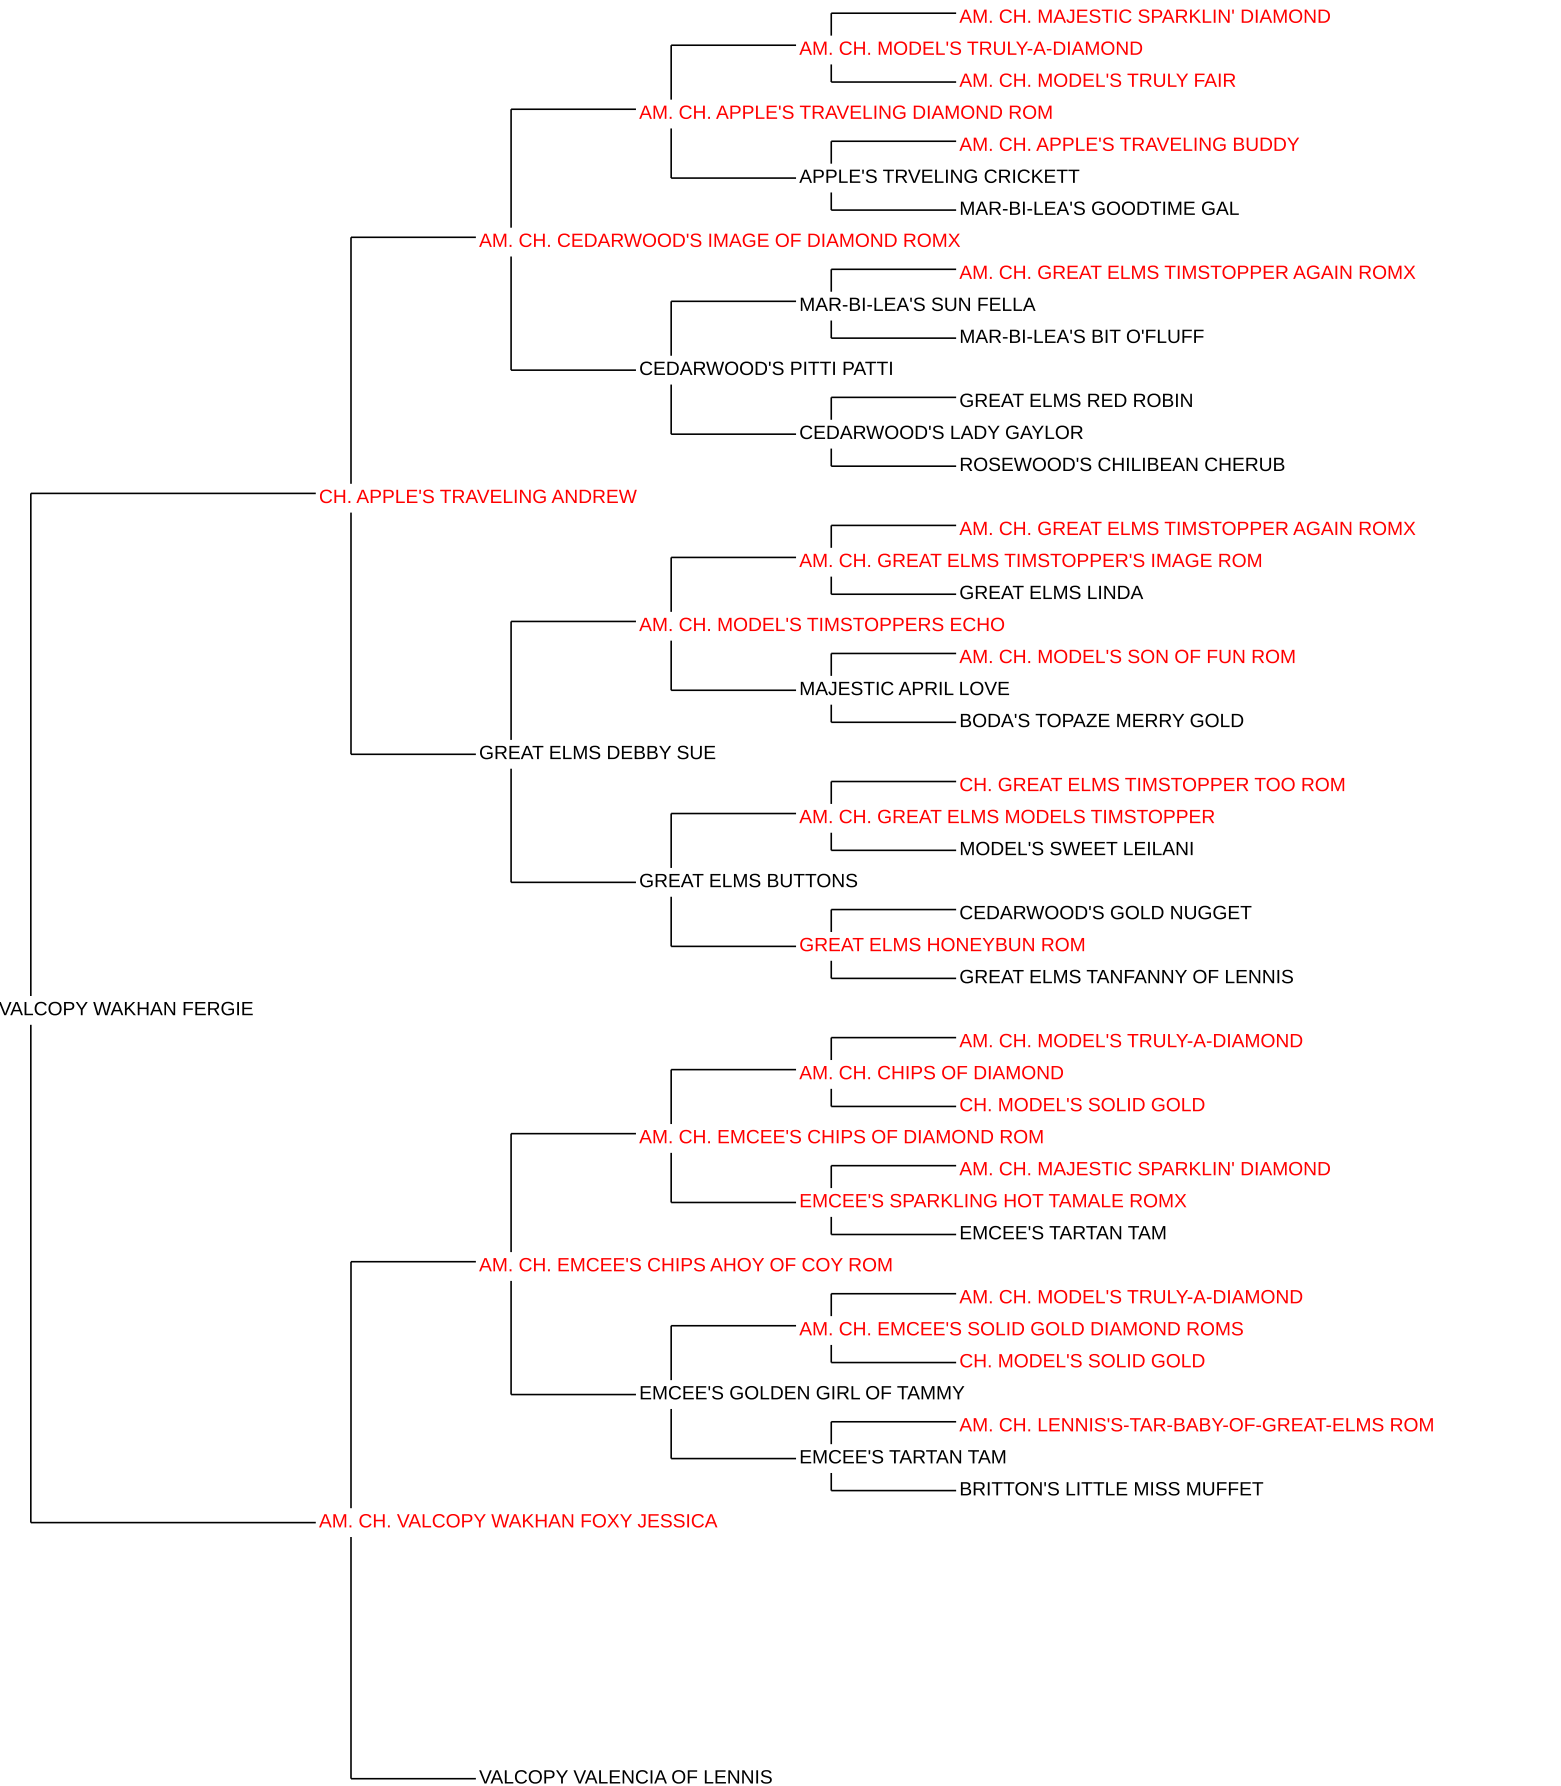 AM. CH. MAJESTIC SPARKLIN' DIAMOND
AM. CH. MODEL'S TRULY-A-DIAMOND
AM. CH. MODEL'S TRULY FAIR
AM. CH. APPLE'S TRAVELING DIAMOND ROM
AM. CH. APPLE'S TRAVELING BUDDY
APPLE'S TRVELING CRICKETT
MAR-BI-LEA'S GOODTIME GAL
AM. CH. CEDARWOOD'S IMAGE OF DIAMOND ROMX
AM. CH. GREAT ELMS TIMSTOPPER AGAIN ROMX
MAR-BI-LEA'S SUN FELLA
MAR-BI-LEA'S BIT O'FLUFF
CEDARWOOD'S PITTI PATTI
GREAT ELMS RED ROBIN
CEDARWOOD'S LADY GAYLOR
ROSEWOOD'S CHILIBEAN CHERUB
CH. APPLE'S TRAVELING ANDREW
AM. CH. GREAT ELMS TIMSTOPPER AGAIN ROMX
AM. CH. GREAT ELMS TIMSTOPPER'S IMAGE ROM
GREAT ELMS LINDA
AM. CH. MODEL'S TIMSTOPPERS ECHO
AM. CH. MODEL'S SON OF FUN ROM
MAJESTIC APRIL LOVE
BODA'S TOPAZE MERRY GOLD
GREAT ELMS DEBBY SUE
CH. GREAT ELMS TIMSTOPPER TOO ROM
AM. CH. GREAT ELMS MODELS TIMSTOPPER
MODEL'S SWEET LEILANI
GREAT ELMS BUTTONS
CEDARWOOD'S GOLD NUGGET
GREAT ELMS HONEYBUN ROM
GREAT ELMS TANFANNY OF LENNIS
VALCOPY WAKHAN FERGIE
AM. CH. MODEL'S TRULY-A-DIAMOND
AM. CH. CHIPS OF DIAMOND
CH. MODEL'S SOLID GOLD
AM. CH. EMCEE'S CHIPS OF DIAMOND ROM
AM. CH. MAJESTIC SPARKLIN' DIAMOND
EMCEE'S SPARKLING HOT TAMALE ROMX
EMCEE'S TARTAN TAM
AM. CH. EMCEE'S CHIPS AHOY OF COY ROM
AM. CH. MODEL'S TRULY-A-DIAMOND
AM. CH. EMCEE'S SOLID GOLD DIAMOND ROMS
CH. MODEL'S SOLID GOLD
EMCEE'S GOLDEN GIRL OF TAMMY
AM. CH. LENNIS'S-TAR-BABY-OF-GREAT-ELMS ROM
EMCEE'S TARTAN TAM
BRITTON'S LITTLE MISS MUFFET
AM. CH. VALCOPY WAKHAN FOXY JESSICA
VALCOPY VALENCIA OF LENNIS